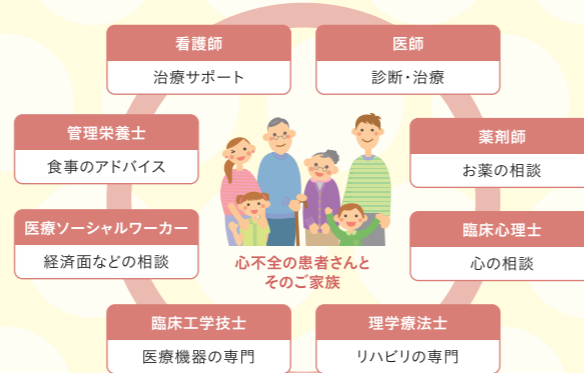 看護師
治療サポート
医師
診断・治療
管理栄養士
食事のアドバイス
薬剤師
お薬の相談
医療ソーシャルワーカー
経済面などの相談
臨床心理士
心の相談
心不全の患者さんと
そのご家族
臨床工学技士
医療機器の専門
理学療法士
リハビリの専門